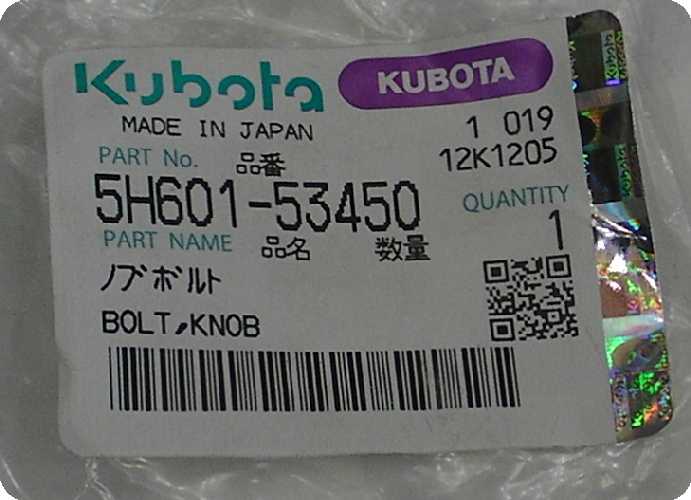 Kubota KUBOTA
MADE IN JAPAN 1 019
PART No. 品番 12K1205
5H601-53450 QUANTITY
PART NAME 品名 数量 1
ノブボルト
BOLT,KNOB